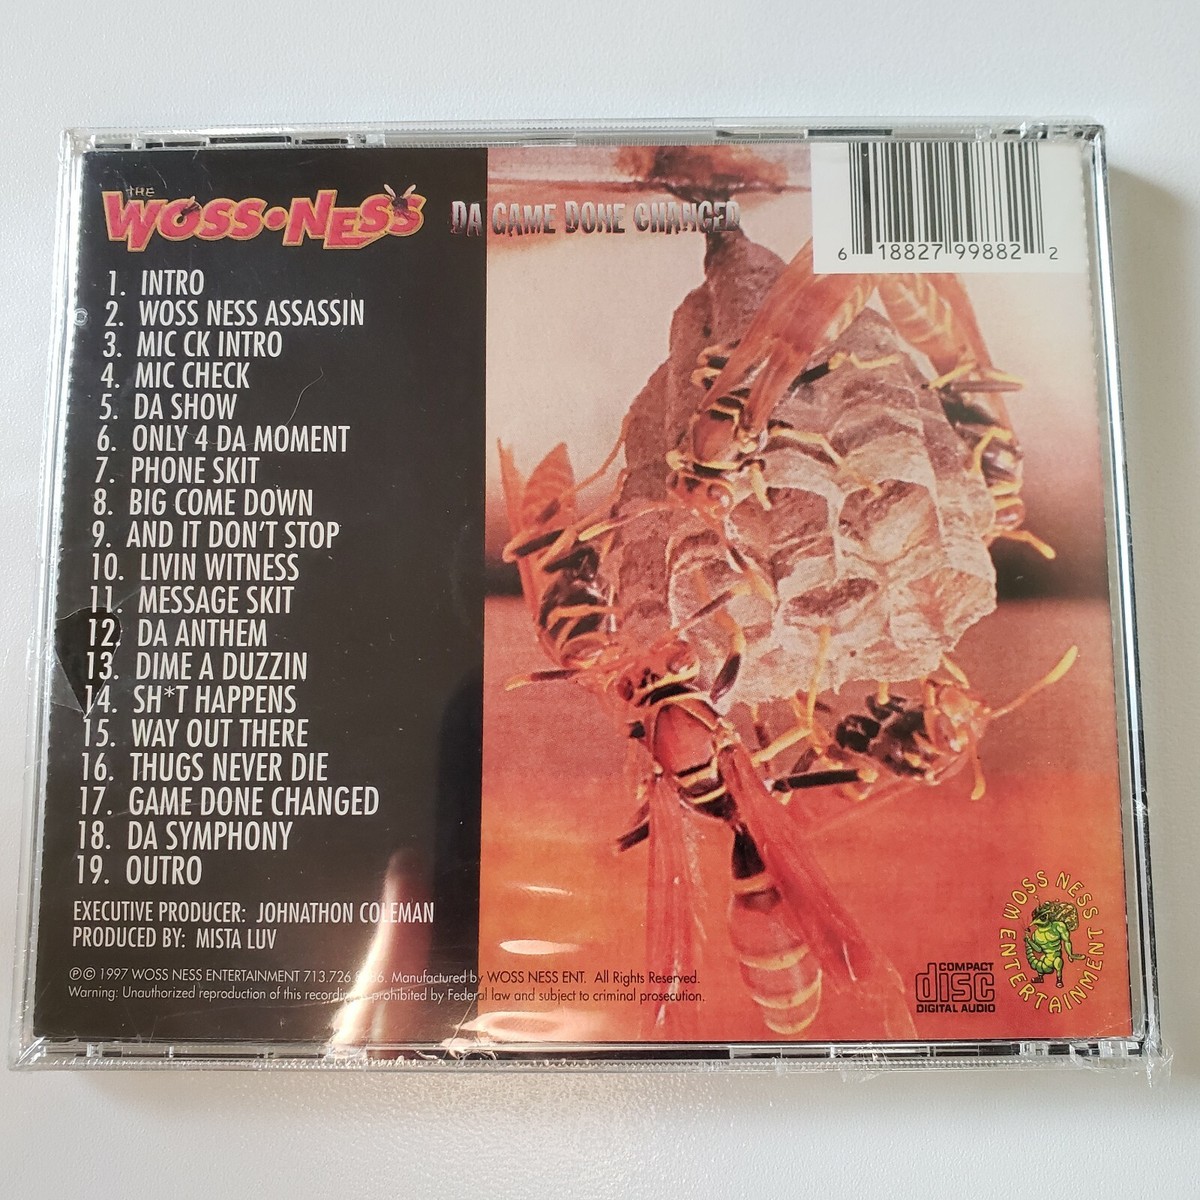 THE
WOSS•NESS
DA GAME DONE CHANGED
6 18827 99882 2
1. INTRO
2. WOSS NESS ASSASSIN
3. MIC CK INTRO
4. MIC CHECK
5. DA SHOW
6. ONLY 4 DA MOMENT
7. PHONE SKIT
8. BIG COME DOWN
9. AND IT DON'T STOP
10. LIVIN WITNESS
11. MESSAGE SKIT
12. DA ANTHEM
13. DIME A DUZZIN
14. SH*T HAPPENS
15. WAY OUT THERE
16. THUGS NEVER DIE
17. GAME DONE CHANGED
18. DA SYMPHONY
19. OUTRO
EXECUTIVE PRODUCER: JOHNATHON COLEMAN
PRODUCED BY: MISTA LUV
℗© 1997 WOSS NESS ENTERTAINMENT Manufactured by WOSS NESS ENT. All Rights Reserved.
Warning: Unauthorized reproduction of this recording is prohibited by Federal law and subject to criminal prosecution.
COMPACT
disc
DIGITAL AUDIO
WOSS NESS
ENTERTAINMENT